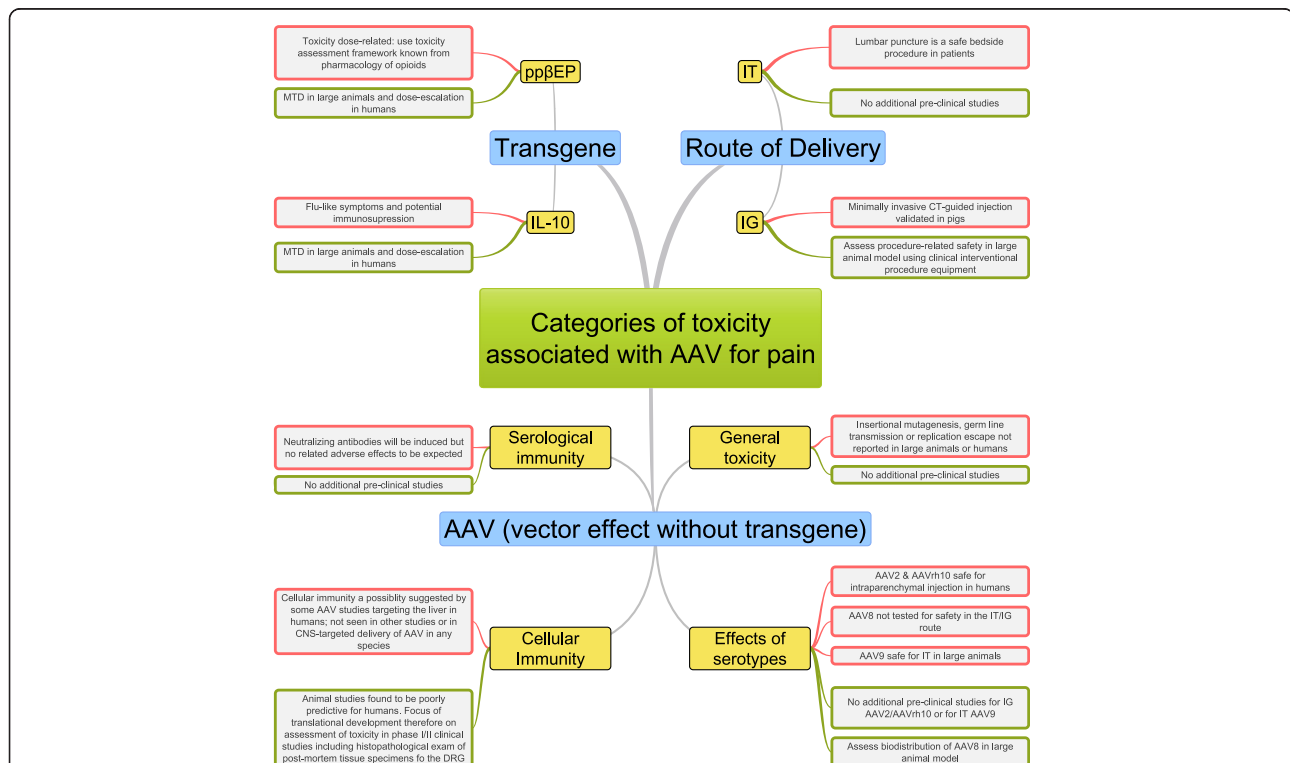 Toxicity dose-related: use toxicity
assessment framework known from
pharmacology of opioids
ppβEP
MTD in large animals and dose-escalation
in humans
Transgene
Flu-like symptoms and potential
immunosupression
IL-10
MTD in large animals and dose-escalation
in humans
Lumbar puncture is a safe bedside
procedure in patients
IT
No additional pre-clinical studies
Route of Delivery
Minimally invasive CT-guided injection
validated in pigs
IG
Assess procedure-related safety in large
animal model using clinical interventional
procedure equipment
Categories of toxicity
associated with AAV for pain
Neutralizing antibodies will be induced but
no related adverse effects to be expected
Serological
immunity
No additional pre-clinical studies
General
toxicity
Insertional mutagenesis, germ line
transmission or replication escape not
reported in large animals or humans
No additional pre-clinical studies
AAV (vector effect without transgene)
Cellular immunity a possiblity suggested by
some AAV studies targeting the liver in
humans; not seen in other studies or in
CNS-targeted delivery of AAV in any
species
Cellular
Immunity
Animal studies found to be poorly
predictive for humans. Focus of
translational development therefore on
assessment of toxicity in phase I/II clinical
studies including histopathological exam of
post-mortem tissue specimens fo the DRG
Effects of
serotypes
AAV2 & AAVrh10 safe for
intraparenchymal injection in humans
AAV8 not tested for safety in the IT/IG
route
AAV9 safe for IT in large animals
No additional pre-clinical studies for IG
AAV2/AAVrh10 or for IT AAV9
Assess biodistribution of AAV8 in large
animal model